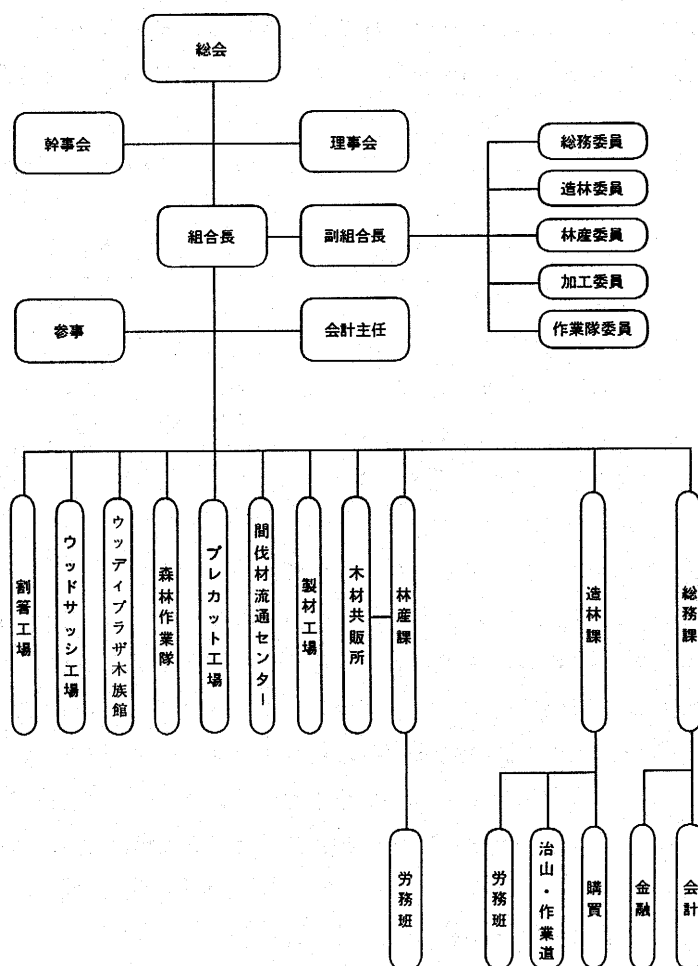 総会
幹事会
理事会
組合長
副組合長
総務委員
造林委員
林産委員
加工委員
作業隊委員
参事
会計主任
割箸工場
ウッドサッシ工場
ウッディプラザ木族館
森林作業隊
プレカット工場
間伐材流通センター
製材工場
木材共販所
林産課
造林課
総務課
労務班
労務班
治山・作業道
購買
金融
会計